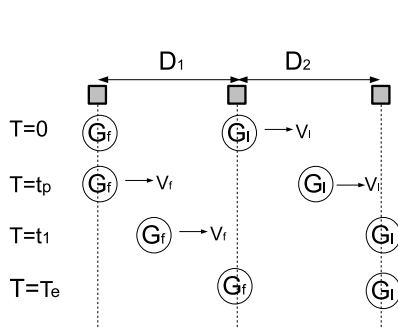 D₁ D₂
T=0 Gf Gl Vl
T=tp Gf Vf Gl Vl
T=t1 Gf Vf Gl
T=Te Gf Gl